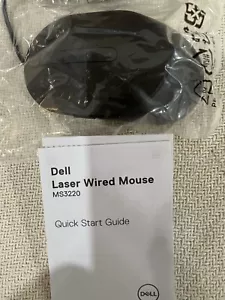 Dell
Laser Wired Mouse
MS3220
Quick Start Guide
DELL